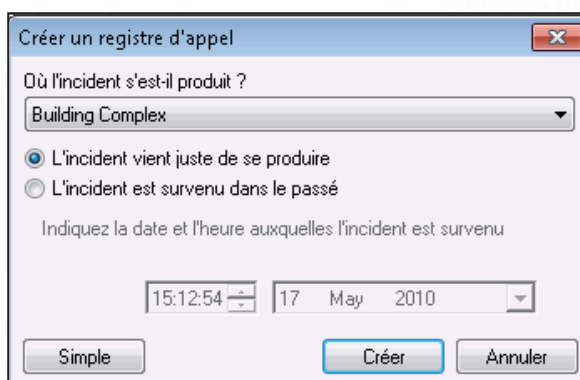 Créer un registre d'appel
Où l'incident s'est-il produit ?
Building Complex
L'incident vient juste de se produire
L'incident est survenu dans le passé
Indiquez la date et l'heure auxquelles l'incident est survenu
15:12:54 17 May 2010
Simple Créer Annuler